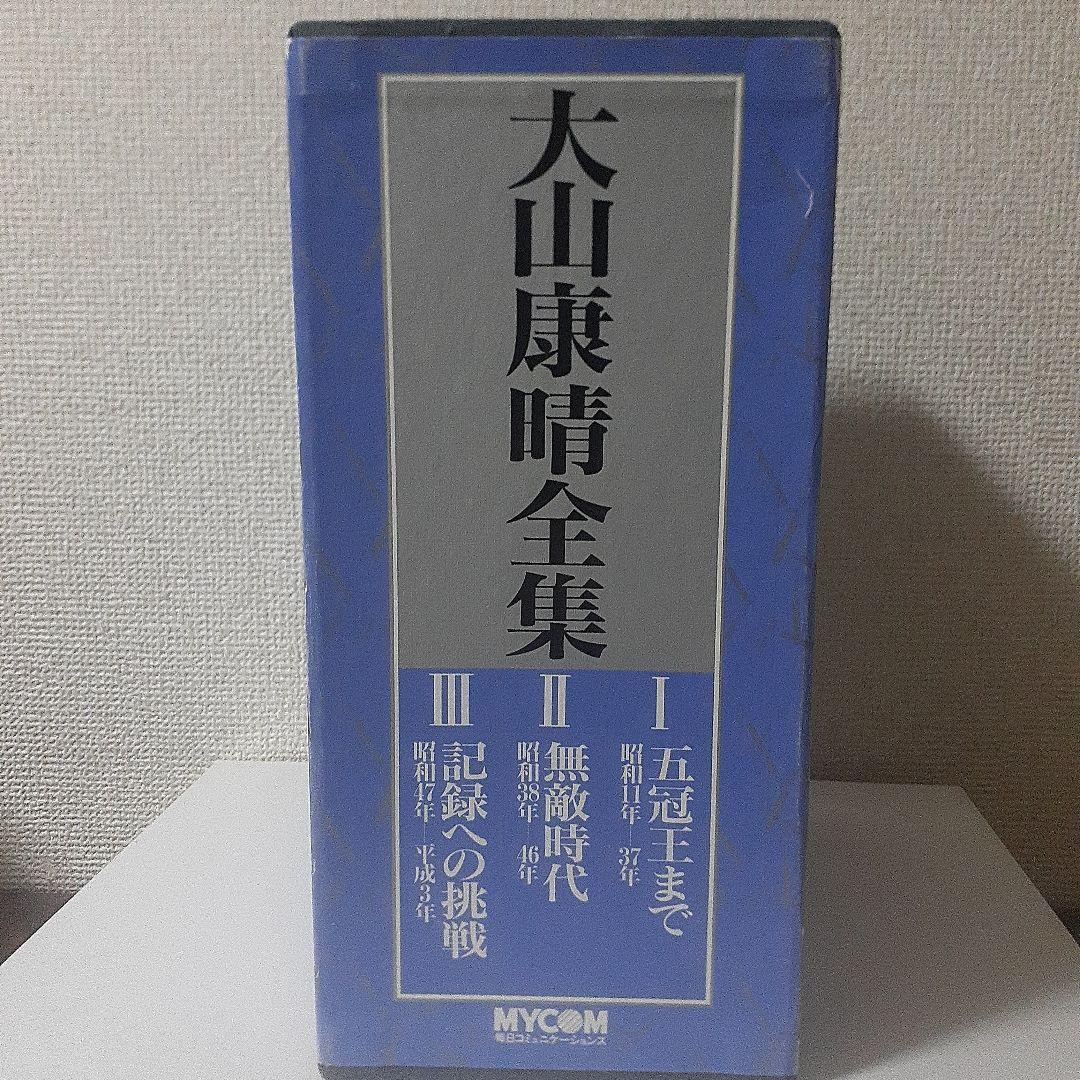 大山康晴全集
Ⅰ 五冠王まで
昭和11年―37年
Ⅱ 無敵時代
昭和38年―46年
Ⅲ 記録への挑戦
昭和47年―平成3年
MYCOM
毎日コミュニケーションズ